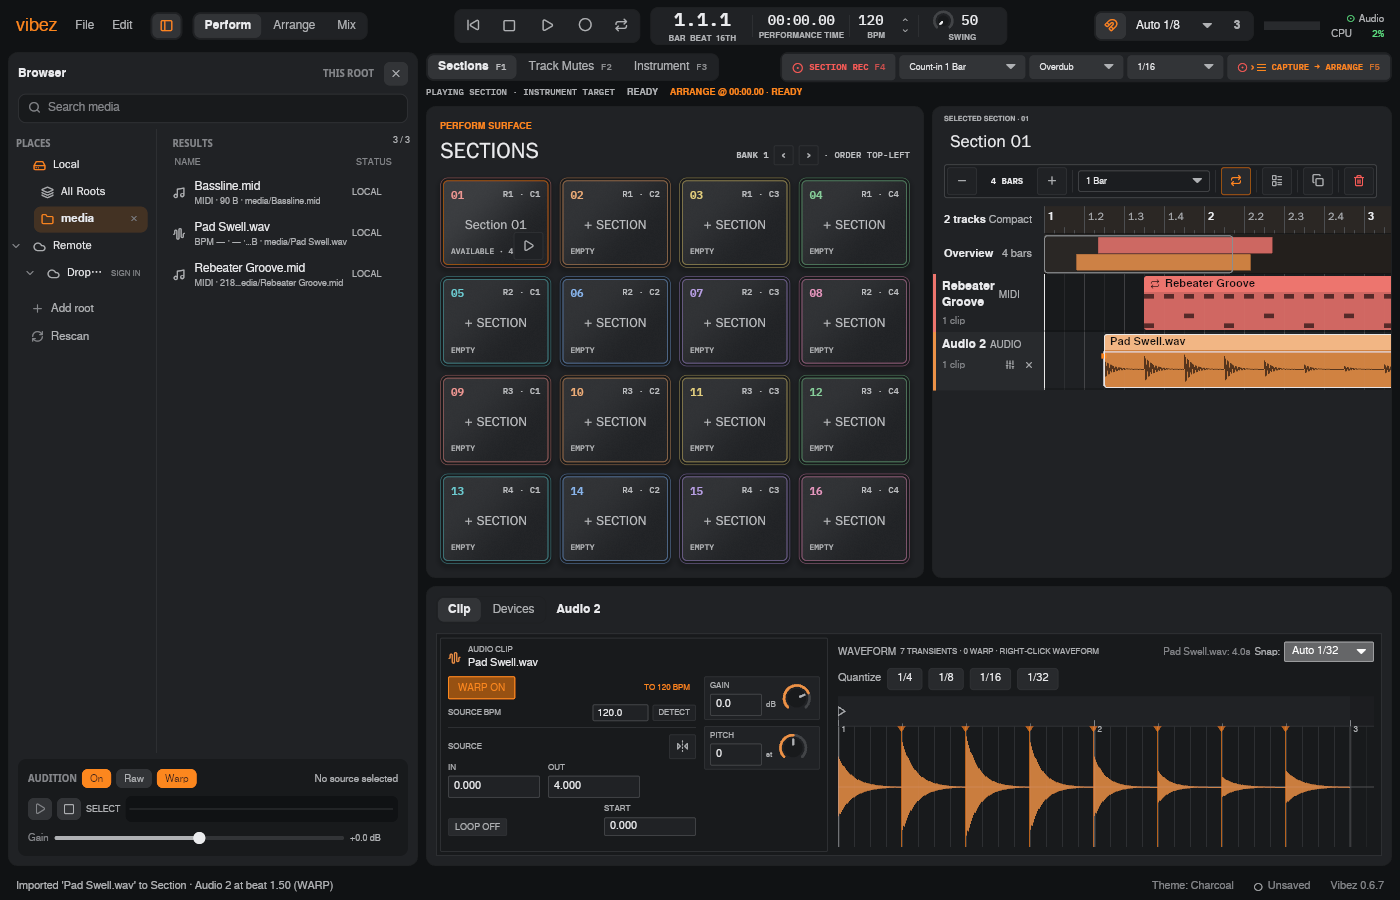 vibez File Edit Perform Arrange Mix 1.1.1 BAR BEAT 16TH 00:00.00 PERFORMANCE TIME 120 BPM 50 SWING Auto 1/8 3 Audio CPU 2%
Browser THIS ROOT
Search media
PLACES
Local
All Roots
media
Remote
Drop··· SIGN IN
Add root
Rescan
RESULTS 3 / 3
NAME STATUS
Bassline.mid LOCAL
MIDI · 90 B · media/Bassline.mid
Pad Swell.wav LOCAL
BPM — · — ·...B · media/Pad Swell.wav
Rebeater Groove.mid LOCAL
MIDI · 218...edia/Rebeater Groove.mid
AUDITION On Raw Warp No source selected
SELECT
Gain +0.0 dB
Sections F1 Track Mutes F2 Instrument F3 SECTION REC F4 Count-in 1 Bar Overdub 1/16 CAPTURE → ARRANGE F5
PLAYING SECTION · INSTRUMENT TARGET READY ARRANGE @ 00:00.00 · READY
PERFORM SURFACE
SECTIONS BANK 1 ‹ › · ORDER TOP-LEFT
01 R1 · C1 02 R1 · C2 03 R1 · C3 04 R1 · C4
Section 01 + SECTION + SECTION + SECTION
AVAILABLE · 4 EMPTY EMPTY EMPTY
05 R2 · C1 06 R2 · C2 07 R2 · C3 08 R2 · C4
+ SECTION + SECTION + SECTION + SECTION
EMPTY EMPTY EMPTY EMPTY
09 R3 · C1 10 R3 · C2 11 R3 · C3 12 R3 · C4
+ SECTION + SECTION + SECTION + SECTION
EMPTY EMPTY EMPTY EMPTY
13 R4 · C1 14 R4 · C2 15 R4 · C3 16 R4 · C4
+ SECTION + SECTION + SECTION + SECTION
EMPTY EMPTY EMPTY EMPTY
SELECTED SECTION · 01
Section 01
− 4 BARS + 1 Bar
2 tracks Compact 1 1.2 1.3 1.4 2 2.2 2.3 2.4 3
Overview 4 bars
Rebeater Groove MIDI Rebeater Groove
1 clip
Audio 2 AUDIO Pad Swell.wav
1 clip
Clip Devices Audio 2
AUDIO CLIP
Pad Swell.wav
WARP ON TO 120 BPM
SOURCE BPM 120.0 DETECT
SOURCE
IN OUT
0.000 4.000
START
LOOP OFF 0.000
GAIN
0.0 dB
PITCH
0 st
WAVEFORM 7 TRANSIENTS · 0 WARP · RIGHT-CLICK WAVEFORM Pad Swell.wav: 4.0s Snap: Auto 1/32
Quantize 1/4 1/8 1/16 1/32
1 2 3
Imported 'Pad Swell.wav' to Section · Audio 2 at beat 1.50 (WARP) Theme: Charcoal Unsaved Vibez 0.6.7